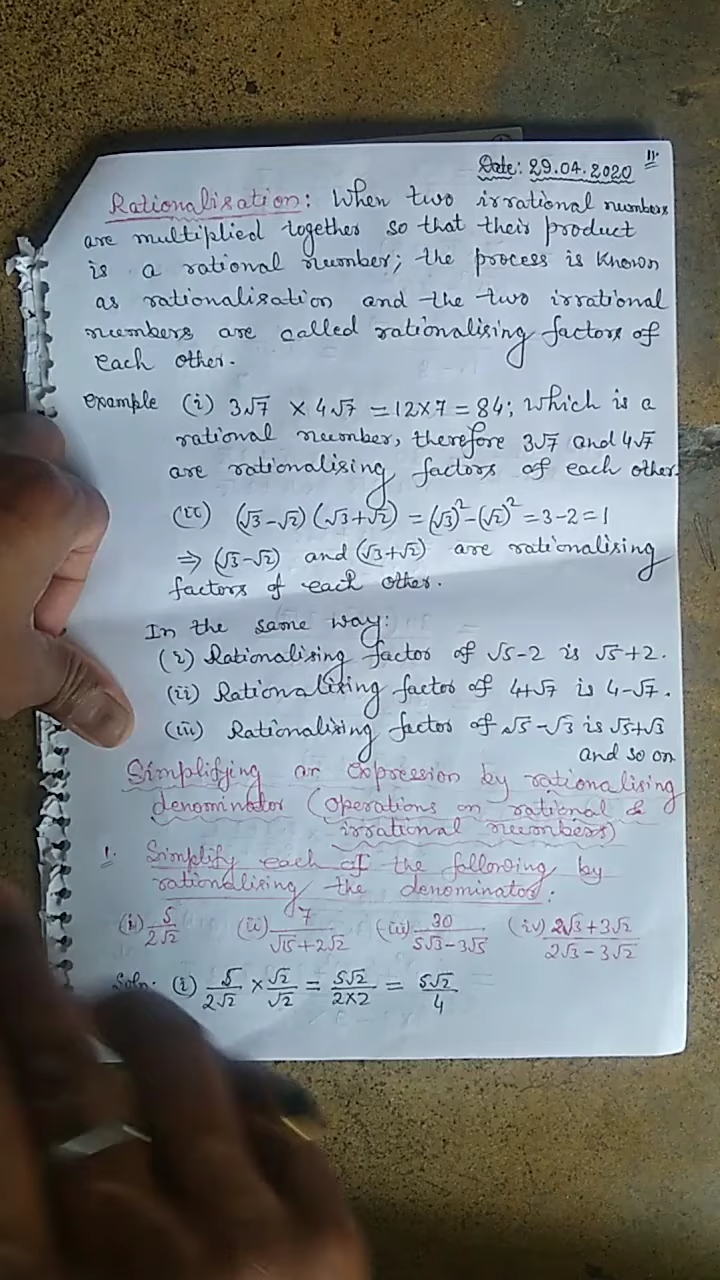 Date: 29.04.2020
Rationalisation: When two irrational numbers
are multiplied together so that their product
is a rational number; the process is known
as rationalisation and the two irrational
numbers are called rationalising factors of
each other.
example (i) 3√7 × 4√7 = 12×7 = 84; which is a
rational number, therefore 3√7 and 4√7
are rationalising factors of each other.
(ii) (√3-√2) (√3+√2) = (√3)²-(√2)² = 3-2 = 1
⇒ (√3-√2) and (√3+√2) are rationalising
factors of each other.
In the same way:
(i) Rationalising factor of √5-2 is √5+2.
(ii) Rationalising factor of 4+√7 is 4-√7.
(iii) Rationalising factor of √5-√3 is √5+√3
and so on
Simplifying an expression by rationalising
denominator (Operations on rational &
irrational numbers)
1. Simplify each of the following by
rationalising the denominator:
(i) 5/2√2 (ii) 7/√15+2√2 (iii) 30/5√3-3√5 (iv) 2√3+3√2/2√3-3√2
Soln: (i) 5/2√2 × √2/√2 = 5√2/2×2 = 5√2/4